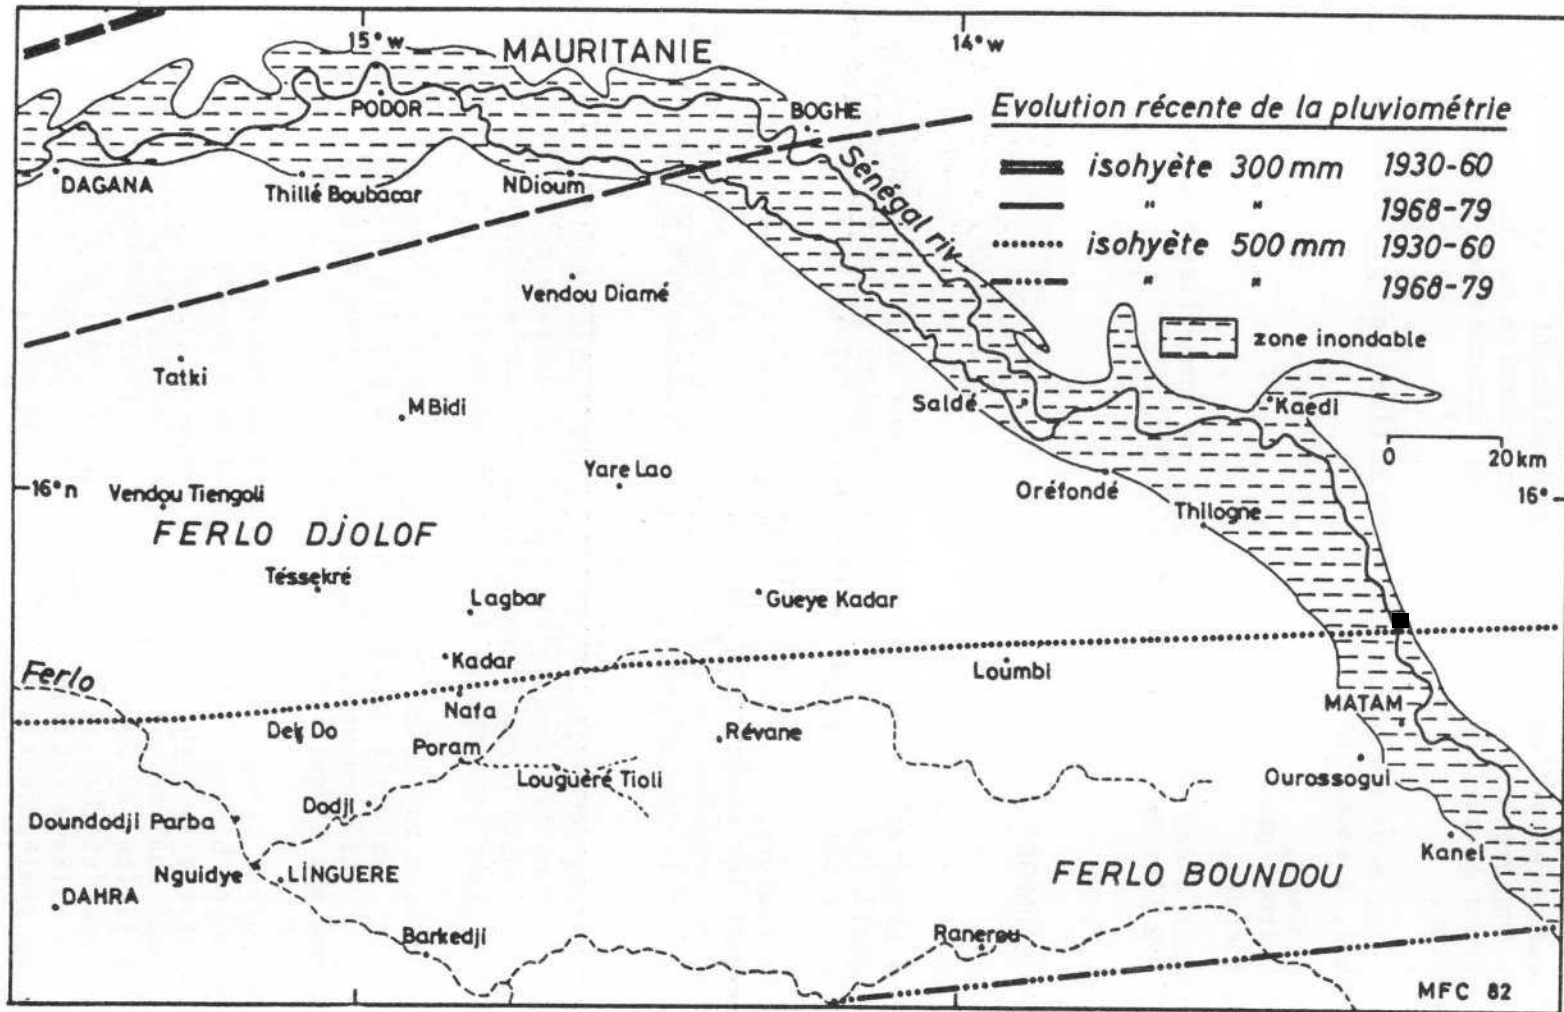 15° w
MAURITANIE
14° w
PODOR
BOGHE
Evolution récente de la pluviométrie
isohyète 300 mm 1930-60
" " 1968-79
isohyète 500 mm 1930-60
" " 1968-79
zone inondable
DAGANA
Thillé Boubacar
NDioum
Sénégal riv
Vendou Diamé
Tatki
MBidi
Saldé
Kaedi
0 20 km
Yare Lao
16° n
Vendou Tiengoli
Oréfondé
16°
Thilogne
FERLO DJOLOF
Téssekré
Lagbar
Gueye Kadar
Kadar
Loumbi
Ferlo
Nafa
MATAM
Dek Do
Révane
Poram
Louguèré Tioli
Ourossogui
Dodji
Doundodji Parba
Kanel
Nguidye
LINGUERE
FERLO BOUNDOU
DAHRA
Barkedji
Ranerou
MFC 82